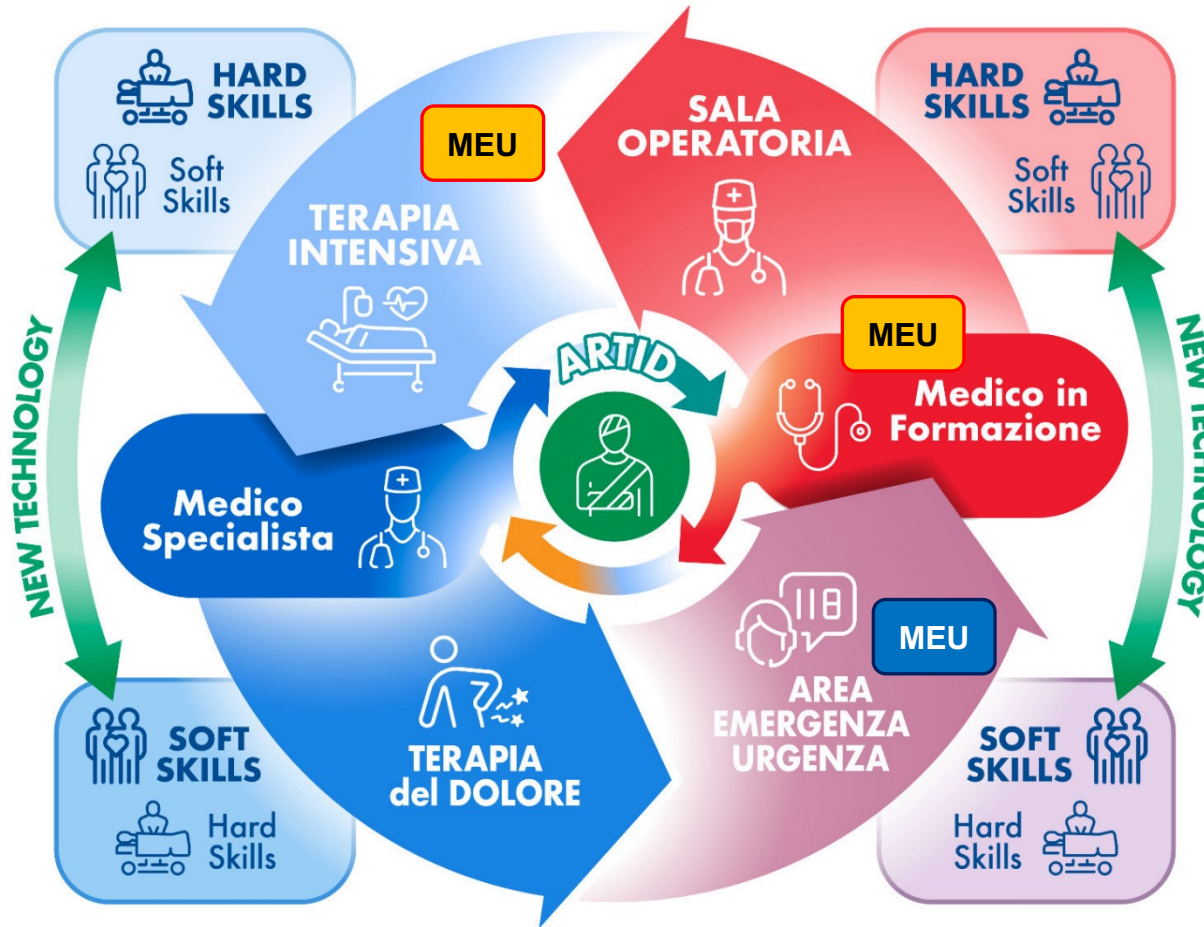 HARD
SKILLS
Soft
Skills
MEU
TERAPIA
INTENSIVA
SALA
OPERATORIA
HARD
SKILLS
Soft
Skills
NEW TECHNOLOGY
ARTID
MEU
Medico in
Formazione
NEW TECHNOLOGY
Medico
Specialista
118
MEU
AREA
EMERGENZA
URGENZA
TERAPIA
del DOLORE
SOFT
SKILLS
Hard
Skills
SOFT
SKILLS
Hard
Skills